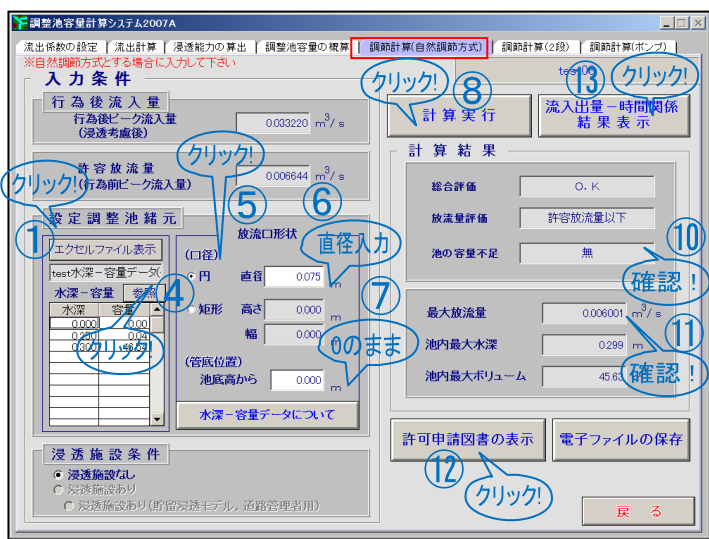 調整池容量計算システム2007A
流出係数の設定
流出計算
浸透能力の算出
調整池容量の概算
調節計算(自然調節方式)
調節計算(2段)
調節計算(ポンプ)
※自然調節方式とする場合に入力して下さい
入力条件
行為後流入量
行為後ピーク流入量
(浸透考慮後)
0.033220 m³/s
許容放流量
(行為前ピーク流入量)
0.006644 m³/s
クリック!
クリック!
①
⑤
⑥
設定調整池緒元
エクセルファイル表示
test水深-容量データ(
水深-容量
参照
④
水深 容量
0.000 0.00
0.250 0.04
0.300
クリック!
放流口形状
(口径)
円 直径 0.075 m
直径入力
矩形 高さ 0.000 m
⑦
幅 0.000 m
0のまま
(管底位置)
池底高から 0.000 m
水深-容量データについて
浸透施設条件
浸透施設なし
浸透施設あり
浸透施設あり(貯留浸透モデル,道路管理者用)
クリック!
⑧
計算実行
⑬
クリック!
流入出量-時間関係
結果表示
計算結果
総合評価 O.K
放流量評価 許容放流量以下
池の容量不足 無
⑩
確認!
最大放流量 0.006001 m³/s
池内最大水深 0.299 m
⑪
池内最大ボリューム 45.63
確認!
許可申請図書の表示
電子ファイルの保存
⑫
クリック!
戻る